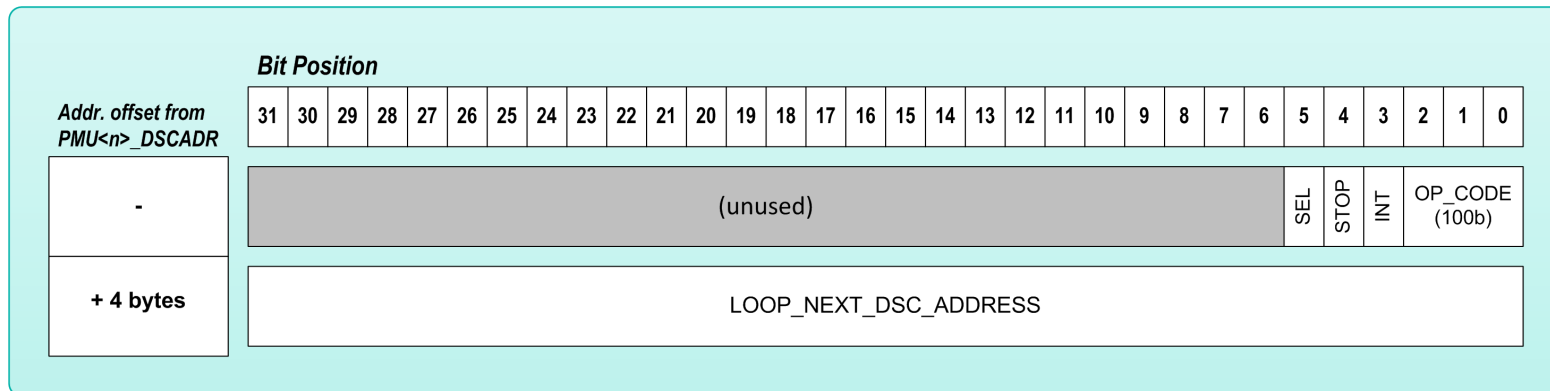 Bit Position
Addr. offset from
PMU<n>_DSCADR
31 30 29 28 27 26 25 24 23 22 21 20 19 18 17 16 15 14 13 12 11 10 9 8 7 6 5 4 3 2 1 0
-
(unused)
SEL
STOP
INT
OP_CODE
(100b)
+ 4 bytes
LOOP_NEXT_DSC_ADDRESS